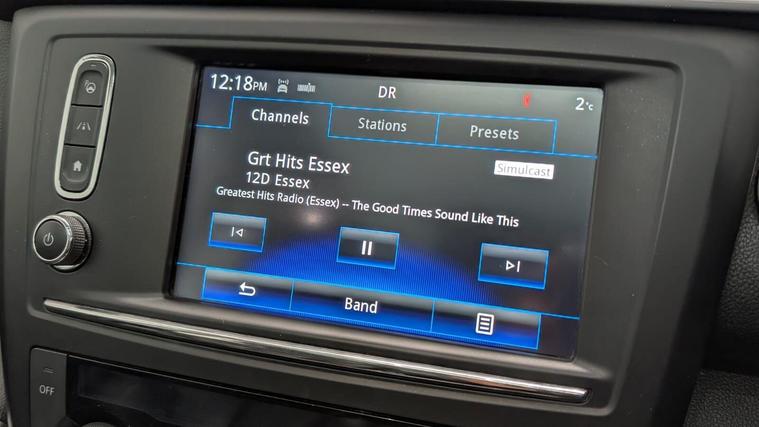 12:18PM
DR
2°c
Channels
Stations
Presets
Grt Hits Essex
Simulcast
12D Essex
Greatest Hits Radio (Essex) -- The Good Times Sound Like This
Band
OFF